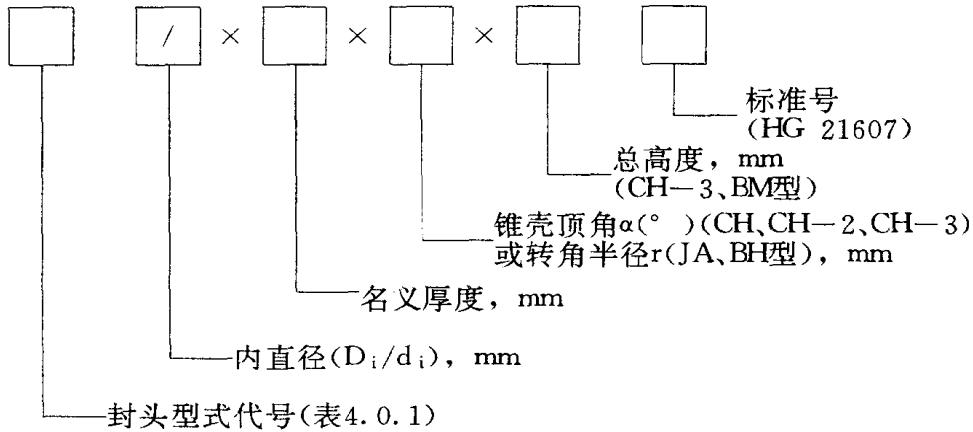 / × × ×
标准号
(HG 21607)
总高度，mm
(CH－3、BM型)
锥壳顶角α(° )(CH、CH－2、CH－3)
或转角半径r(JA、BH型)，mm
名义厚度，mm
内直径(Di/di)，mm
封头型式代号(表4.0.1)